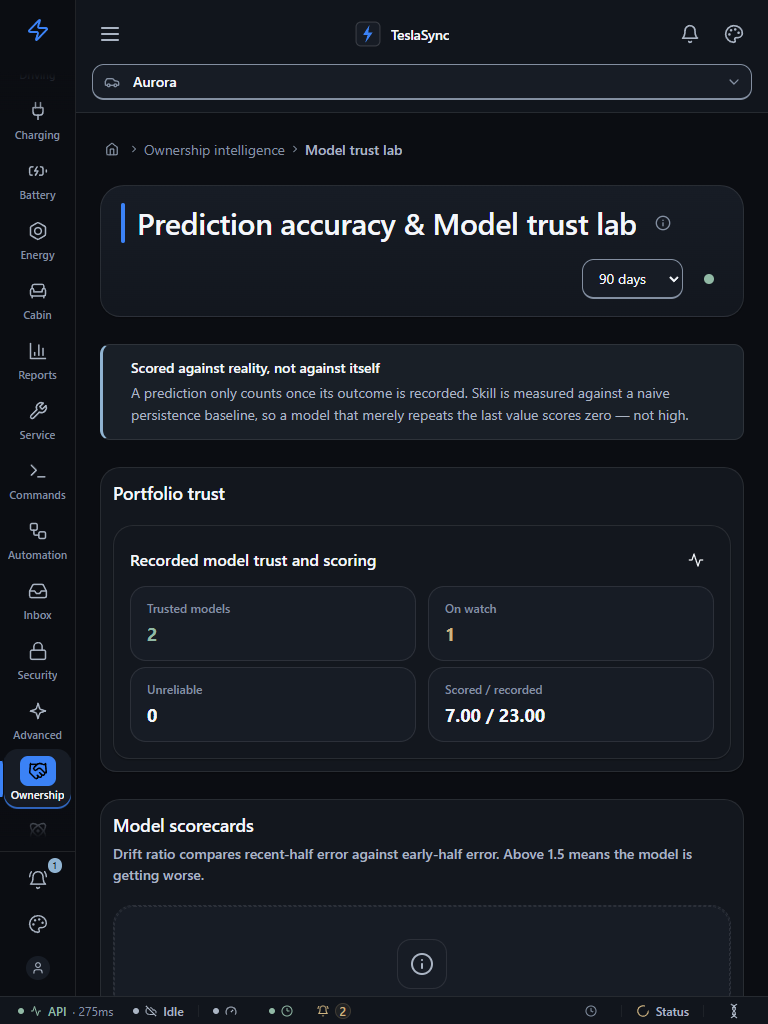 TeslaSync
Aurora
Driving
Charging
Battery
Energy
Cabin
Reports
Service
Commands
Automation
Inbox
Security
Advanced
Ownership
1
Ownership intelligence
Model trust lab
Prediction accuracy & Model trust lab
90 days
Scored against reality, not against itself
A prediction only counts once its outcome is recorded. Skill is measured against a naive
persistence baseline, so a model that merely repeats the last value scores zero — not high.
Portfolio trust
Recorded model trust and scoring
Trusted models
2
On watch
1
Unreliable
0
Scored / recorded
7.00 / 23.00
Model scorecards
Drift ratio compares recent-half error against early-half error. Above 1.5 means the model is
getting worse.
API · 275ms
Idle
2
Status